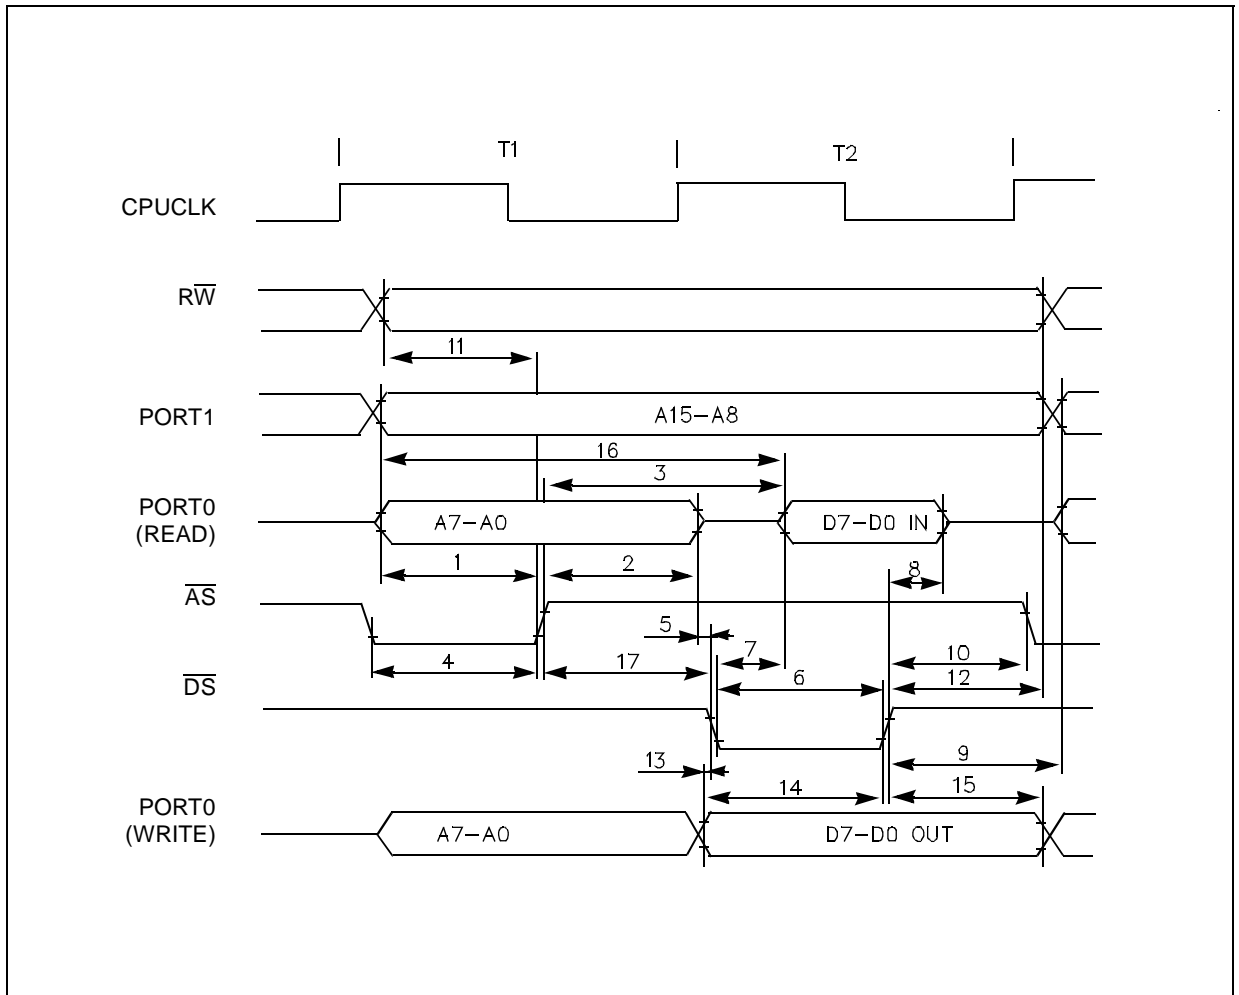 T1 T2
CPUCLK
RW̅
11
PORT1 A15-A8
16
3
PORT0
(READ) A7-A0 D7-D0 IN
1 2 8
A̅S̅
5 7
4 17 10
D̅S̅ 6 12
13 9
14 15
PORT0
(WRITE) A7-A0 D7-D0 OUT